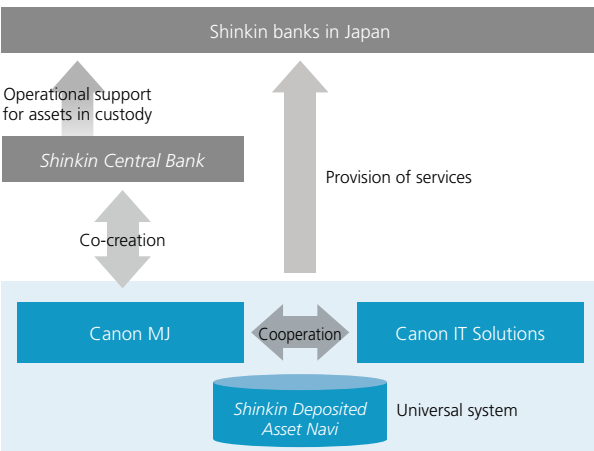 Shinkin banks in Japan
Operational support
for assets in custody
Shinkin Central Bank
Provision of services
Co-creation
Canon MJ
Cooperation
Canon IT Solutions
Shinkin Deposited
Asset Navi
Universal system